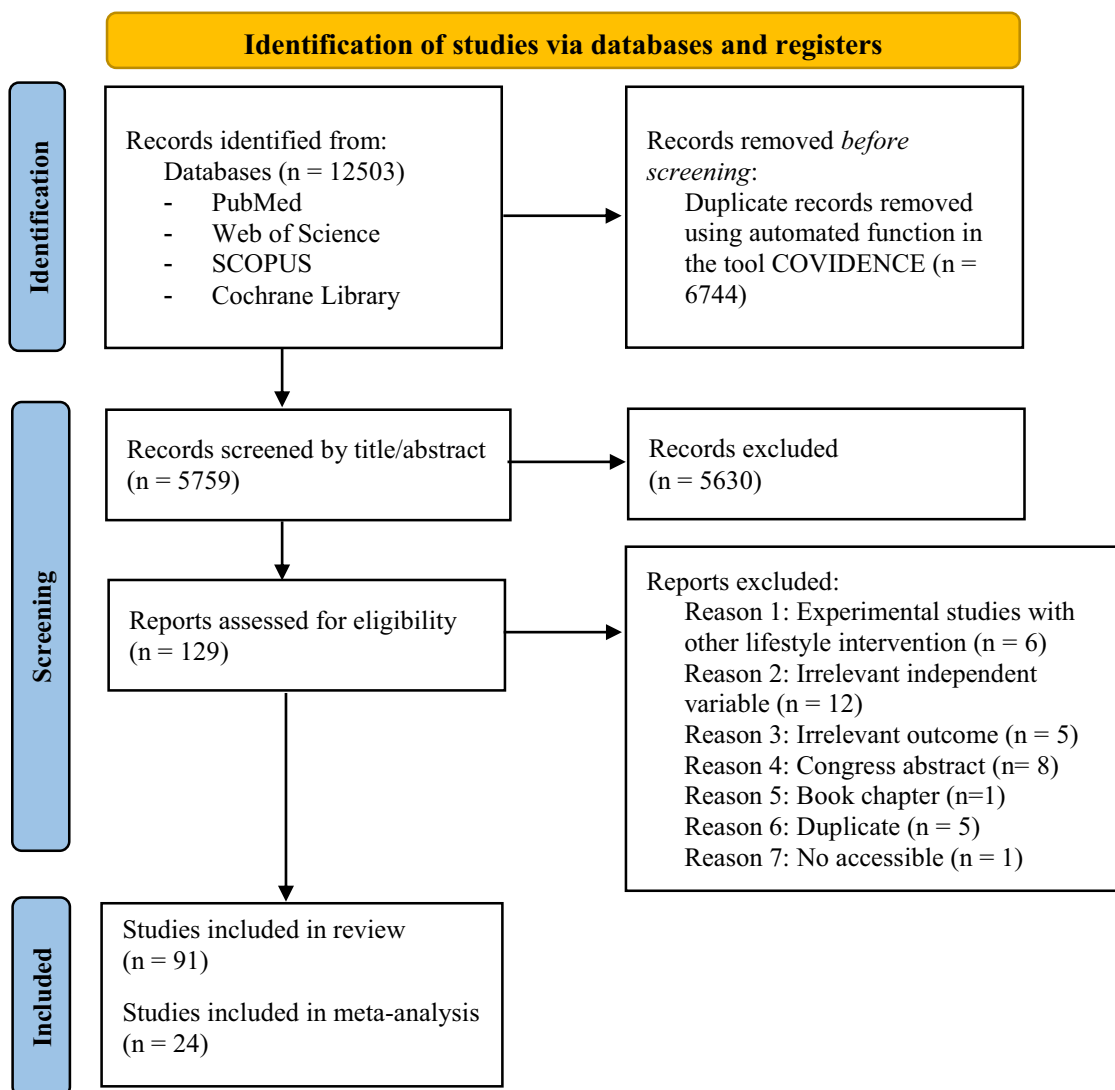 Identification of studies via databases and registers
Identification
Records identified from:
Databases (n = 12503)
- PubMed
- Web of Science
- SCOPUS
- Cochrane Library
Records removed before
screening:
Duplicate records removed
using automated function in
the tool COVIDENCE (n =
6744)
Screening
Records screened by title/abstract
(n = 5759)
Records excluded
(n = 5630)
Reports assessed for eligibility
(n = 129)
Reports excluded:
Reason 1: Experimental studies with
other lifestyle intervention (n = 6)
Reason 2: Irrelevant independent
variable (n = 12)
Reason 3: Irrelevant outcome (n = 5)
Reason 4: Congress abstract (n= 8)
Reason 5: Book chapter (n=1)
Reason 6: Duplicate (n = 5)
Reason 7: No accessible (n = 1)
Included
Studies included in review
(n = 91)
Studies included in meta-analysis
(n = 24)